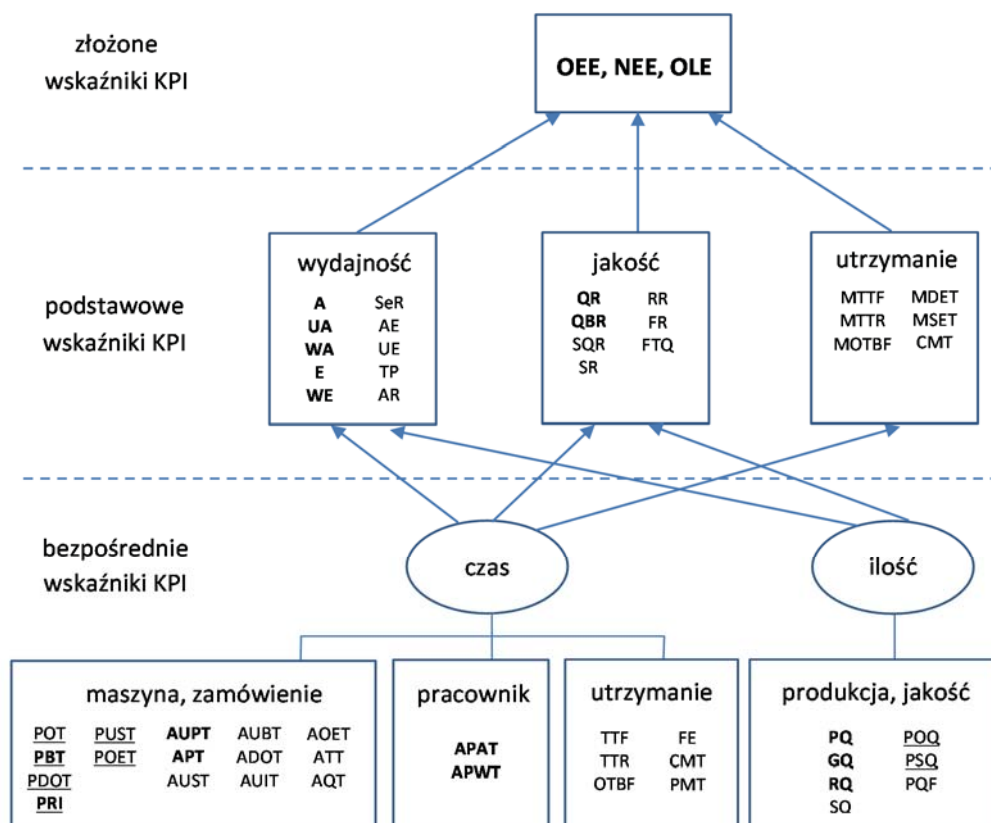 złożone
wskaźniki KPI
OEE, NEE, OLE
podstawowe
wskaźniki KPI
wydajność
A SeR
UA AE
WA UE
E TP
WE AR
jakość
QR RR
QBR FR
SQR FTQ
SR
utrzymanie
MTTF MDET
MTTR MSET
MOTBF CMT
bezpośrednie
wskaźniki KPI
czas
ilość
maszyna, zamówienie
POT PUST AUPT AUBT AOET
PBT POET APT ADOT ATT
PDOT AUST AUIT AQT
PRI
pracownik
APAT
APWT
utrzymanie
TTF FE
TTR CMT
OTBF PMT
produkcja, jakość
PQ POQ
GQ PSQ
RQ PQF
SQ